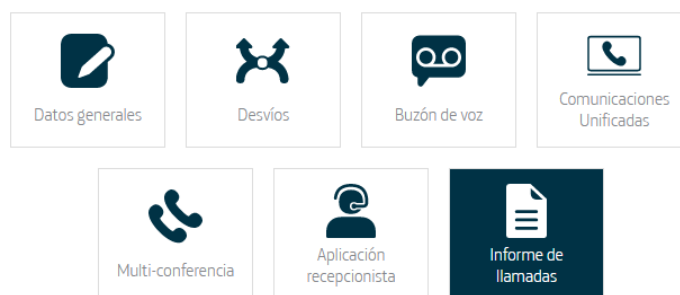 Datos generales
Desvíos
Buzón de voz
Comunicaciones
Unificadas
Multi-conferencia
Aplicación
recepcionista
Informe de
llamadas